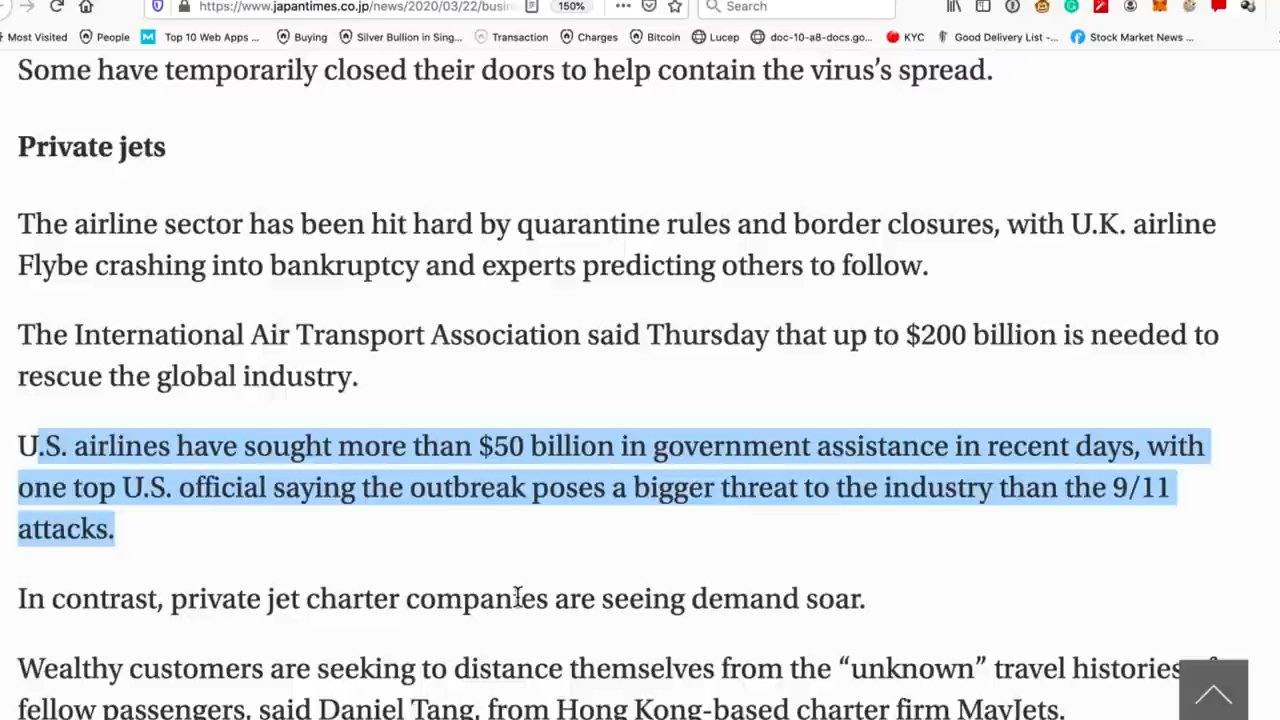 https://www.japantimes.co.jp/news/2020/03/22/busin
150%
Search
Most Visited
People
Top 10 Web Apps ...
Buying
Silver Bullion in Sing...
Transaction
Charges
Bitcoin
Lucep
doc-10-a8-docs.go...
KYC
Good Delivery List -...
Stock Market News ...
Some have temporarily closed their doors to help contain the virus’s spread.
Private jets
The airline sector has been hit hard by quarantine rules and border closures, with U.K. airline
Flybe crashing into bankruptcy and experts predicting others to follow.
The International Air Transport Association said Thursday that up to $200 billion is needed to
rescue the global industry.
U.S. airlines have sought more than $50 billion in government assistance in recent days, with
one top U.S. official saying the outbreak poses a bigger threat to the industry than the 9/11
attacks.
In contrast, private jet charter companies are seeing demand soar.
Wealthy customers are seeking to distance themselves from the “unknown” travel histories
fellow passengers, said Daniel Tang, from Hong Kong-based charter firm MayJets.